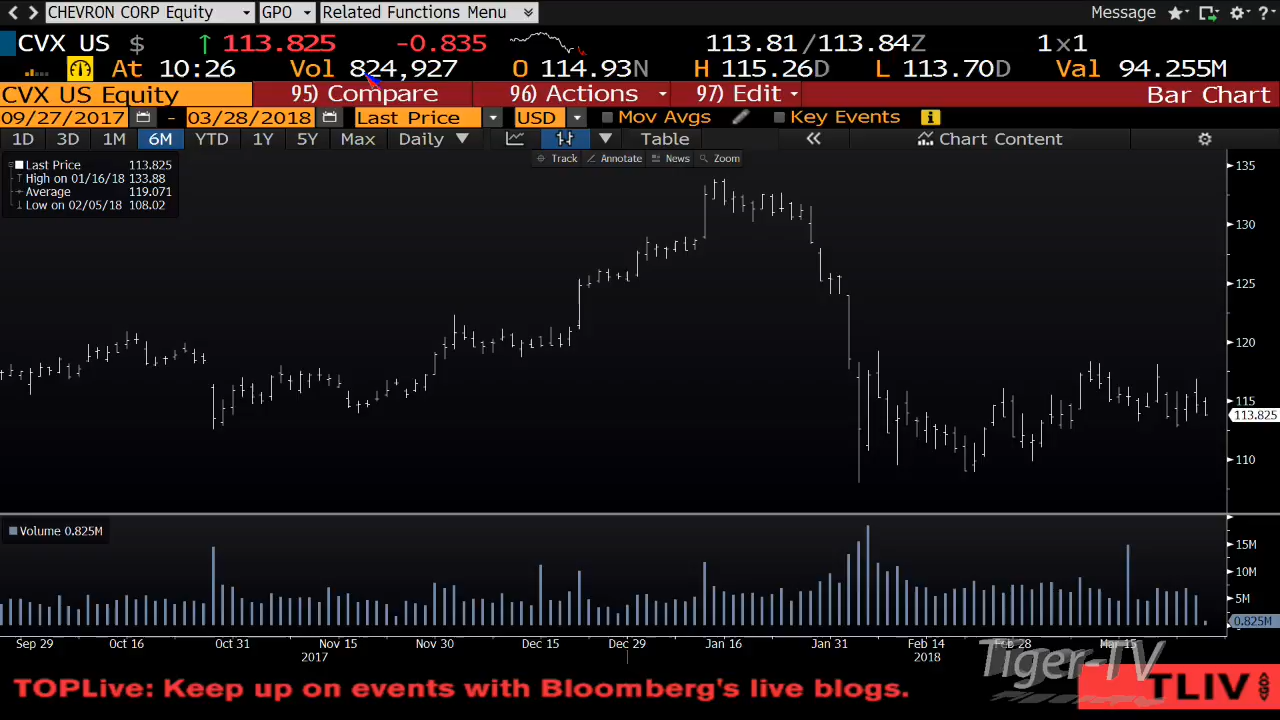 CHEVRON CORP Equity GPO Related Functions Menu Message ?
CVX US $ ↑ 113.825 -0.835 113.81/113.84Z 1x1
At 10:26 Vol 824,927 O 114.93N H 115.26D L 113.70D Val 94.255M
CVX US Equity 95) Compare 96) Actions 97) Edit Bar Chart
09/27/2017 - 03/28/2018 Last Price USD Mov Avgs Key Events i
1D 3D 1M 6M YTD 1Y 5Y Max Daily ▼ Table « Chart Content
Track Annotate News Zoom
Last Price 113.825
High on 01/16/18 133.88
Average 119.071
Low on 02/05/18 108.02
135
130
125
120
115
113.825
110
Volume 0.825M
15M
10M
5M
0.825M
Sep 29 Oct 16 Oct 31 Nov 15 Nov 30 Dec 15 Dec 29 Jan 16 Jan 31 Feb 14 Feb 28 Mar 15
2017 2018
Tiger-TV
TOPLive: Keep up on events with Bloomberg's live blogs. TLIV